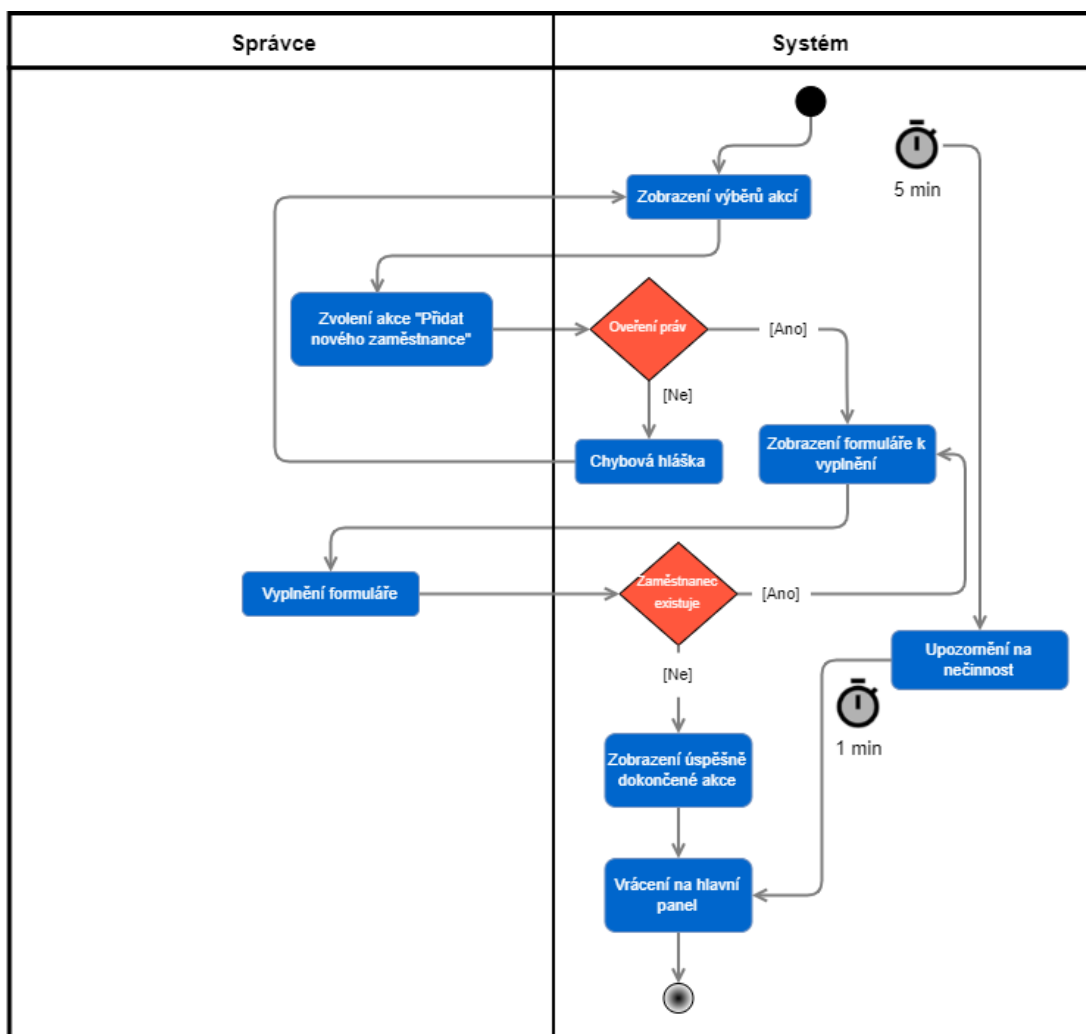 Správce
Systém
5 min
Zobrazení výběrů akcí
Zvolení akce "Přidat
nového zaměstnance"
Oveření práv
[Ano]
[Ne]
Chybová hláška
Zobrazení formuláře k
vyplnění
Vyplnění formuláře
Zaměstnanec
existuje
[Ano]
Upozornění na
nečinnost
[Ne]
1 min
Zobrazení úspěšně
dokončené akce
Vrácení na hlavní
panel